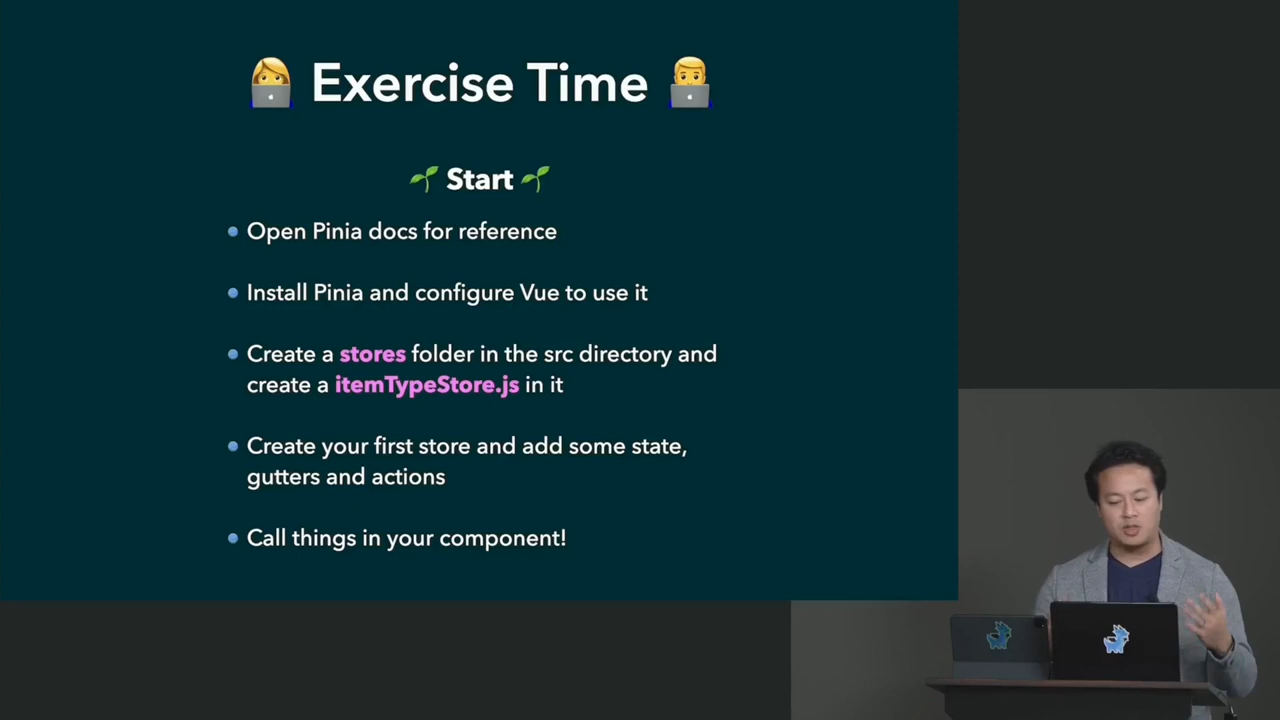 Exercise Time
Start
Open Pinia docs for reference
Install Pinia and configure Vue to use it
Create a stores folder in the src directory and
create a itemTypeStore.js in it
Create your first store and add some state,
gutters and actions
Call things in your component!